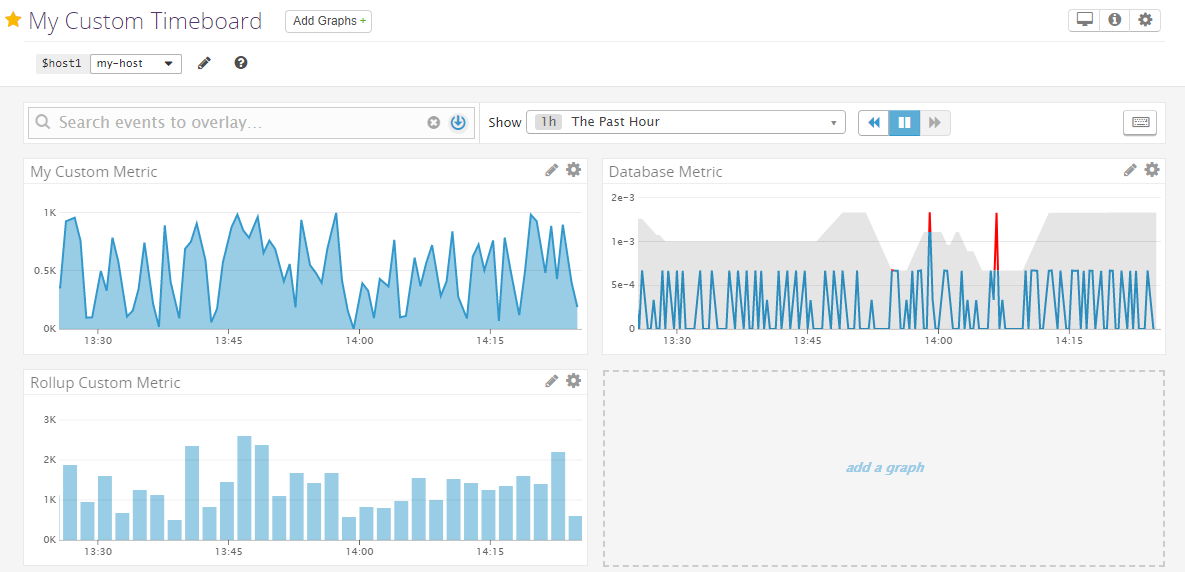 My Custom Timeboard
Add Graphs +
$host1 my-host
Search events to overlay...
Show 1h The Past Hour
My Custom Metric
1K
0.5K
0K
13:30 13:45 14:00 14:15
Database Metric
2e-3
1e-3
5e-4
0
13:30 13:45 14:00 14:15
Rollup Custom Metric
3K
2K
1K
0K
13:30 13:45 14:00 14:15
add a graph